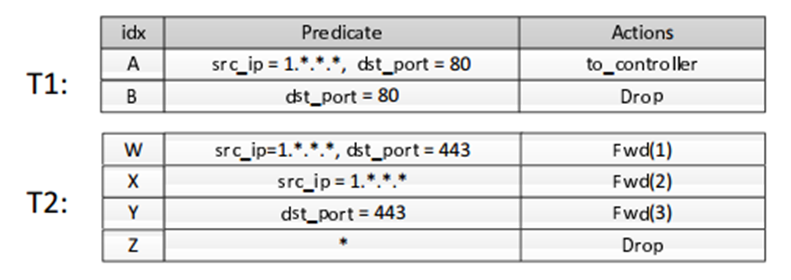 idx Predicate Actions
T1:
A src_ip = 1.*.*.*, dst_port = 80 to_controller
B dst_port = 80 Drop
T2:
W src_ip=1.*.*.*, dst_port = 443 Fwd(1)
X src_ip = 1.*.*.* Fwd(2)
Y dst_port = 443 Fwd(3)
Z * Drop